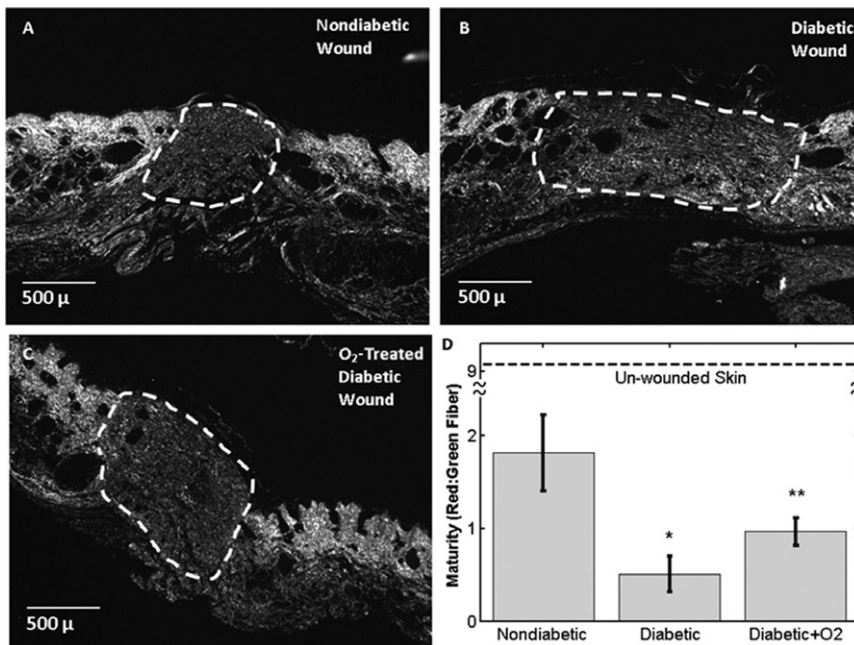 A
Nondiabetic
Wound
500 µ
B
Diabetic
Wound
500 µ
C
O₂-Treated
Diabetic
Wound
500 µ
D
9
Un-wounded Skin
2
1
0
Maturity (Red:Green Fiber)
*
**
Nondiabetic
Diabetic
Diabetic+O2